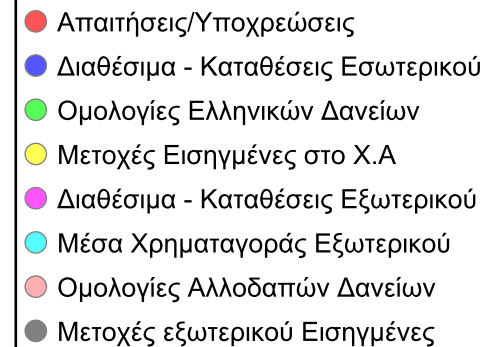 Απαιτήσεις/Υποχρεώσεις
Διαθέσιμα - Καταθέσεις Εσωτερικού
Ομολογίες Ελληνικών Δανείων
Μετοχές Εισηγμένες στο Χ.Α
Διαθέσιμα - Καταθέσεις Εξωτερικού
Μέσα Χρηματαγοράς Εξωτερικού
Ομολογίες Αλλοδαπών Δανείων
Μετοχές εξωτερικού Εισηγμένες